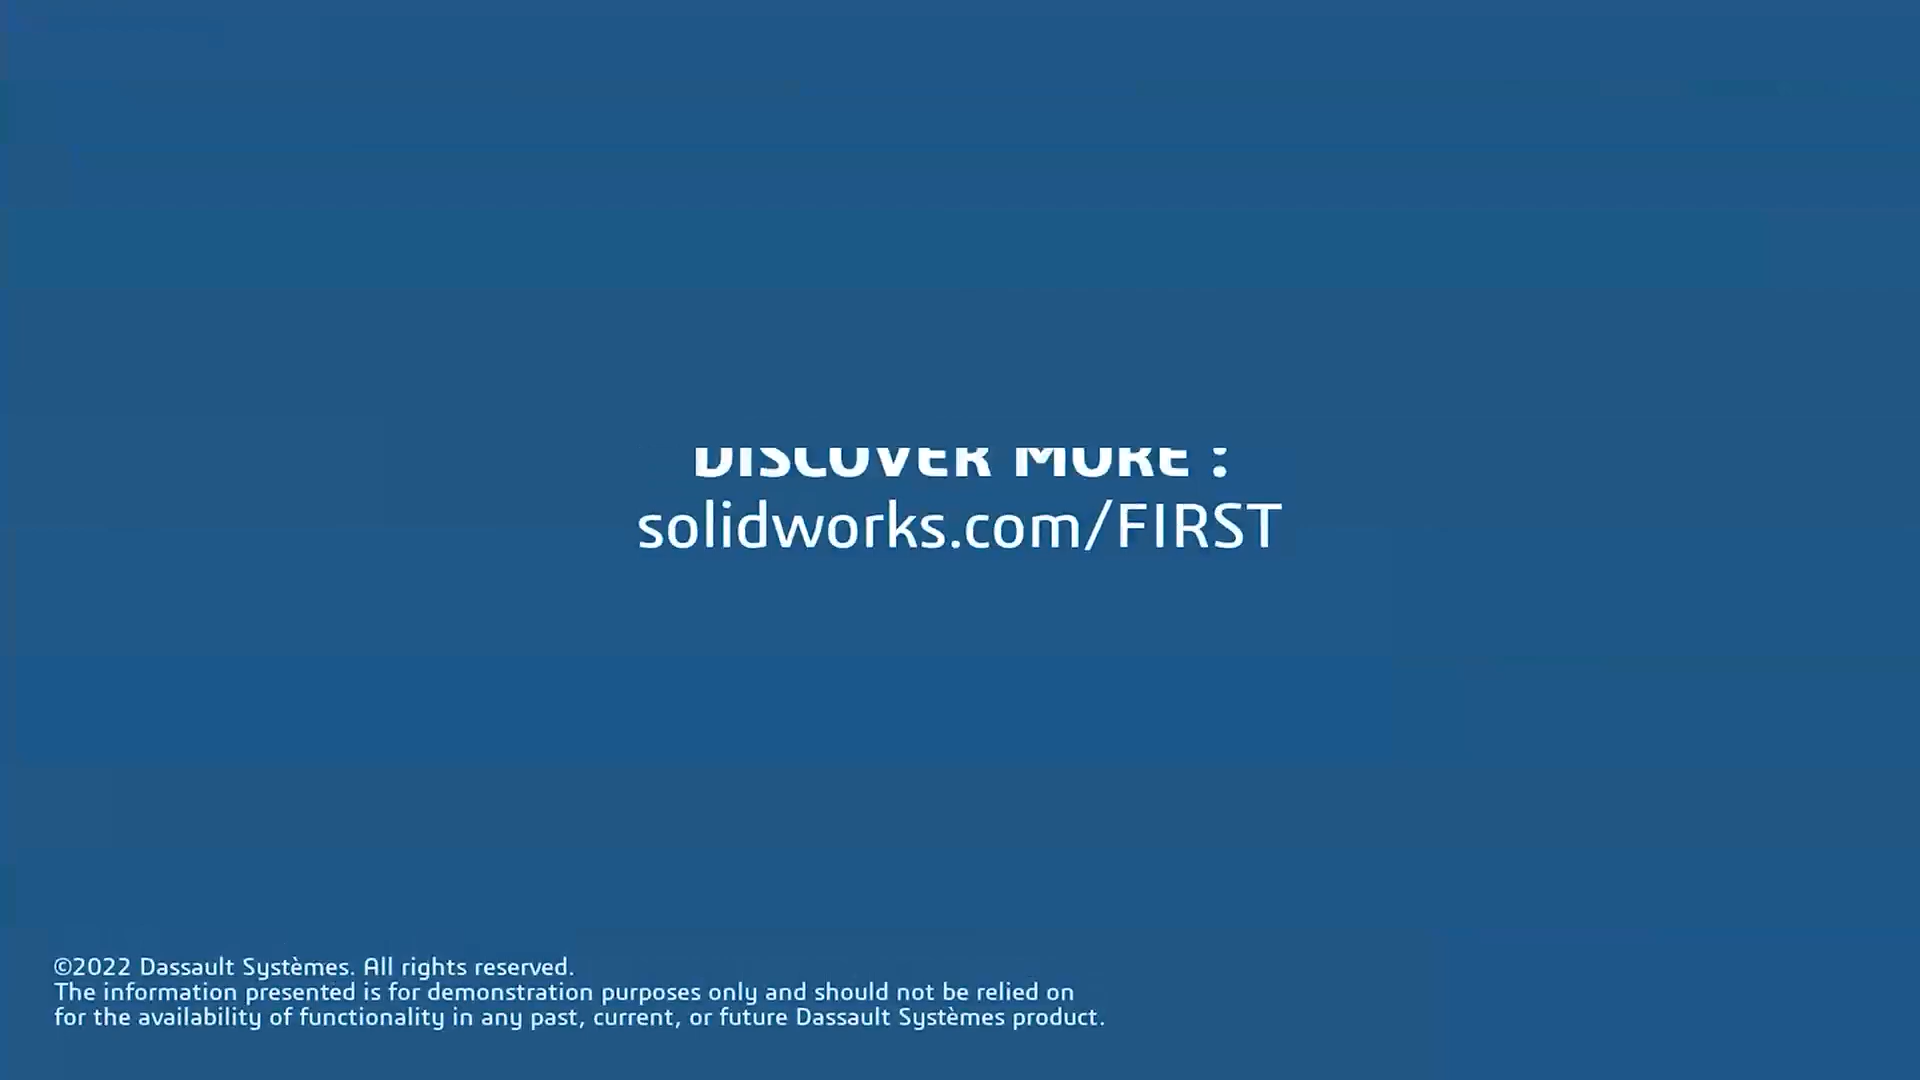 DISCOVER MORE :
solidworks.com/FIRST
©2022 Dassault Systèmes. All rights reserved.
The information presented is for demonstration purposes only and should not be relied on
for the availability of functionality in any past, current, or future Dassault Systèmes product.